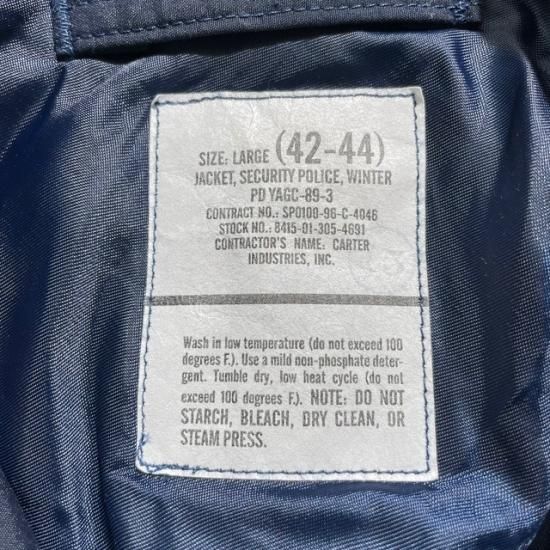 SIZE: LARGE (42-44)
JACKET, SECURITY POLICE, WINTER
PD YAGC-89-3
CONTRACT NO.: SPO100-96-C-4046
STOCK NO.: 8415-01-305-4691
CONTRACTOR'S NAME: CARTER
INDUSTRIES, INC.
Wash in low temperature (do not exceed 100
degrees F.). Use a mild non-phosphate deter-
gent. Tumble dry, low heat cycle (do not
exceed 100 degrees F.). NOTE: DO NOT
STARCH, BLEACH, DRY CLEAN, OR
STEAM PRESS.